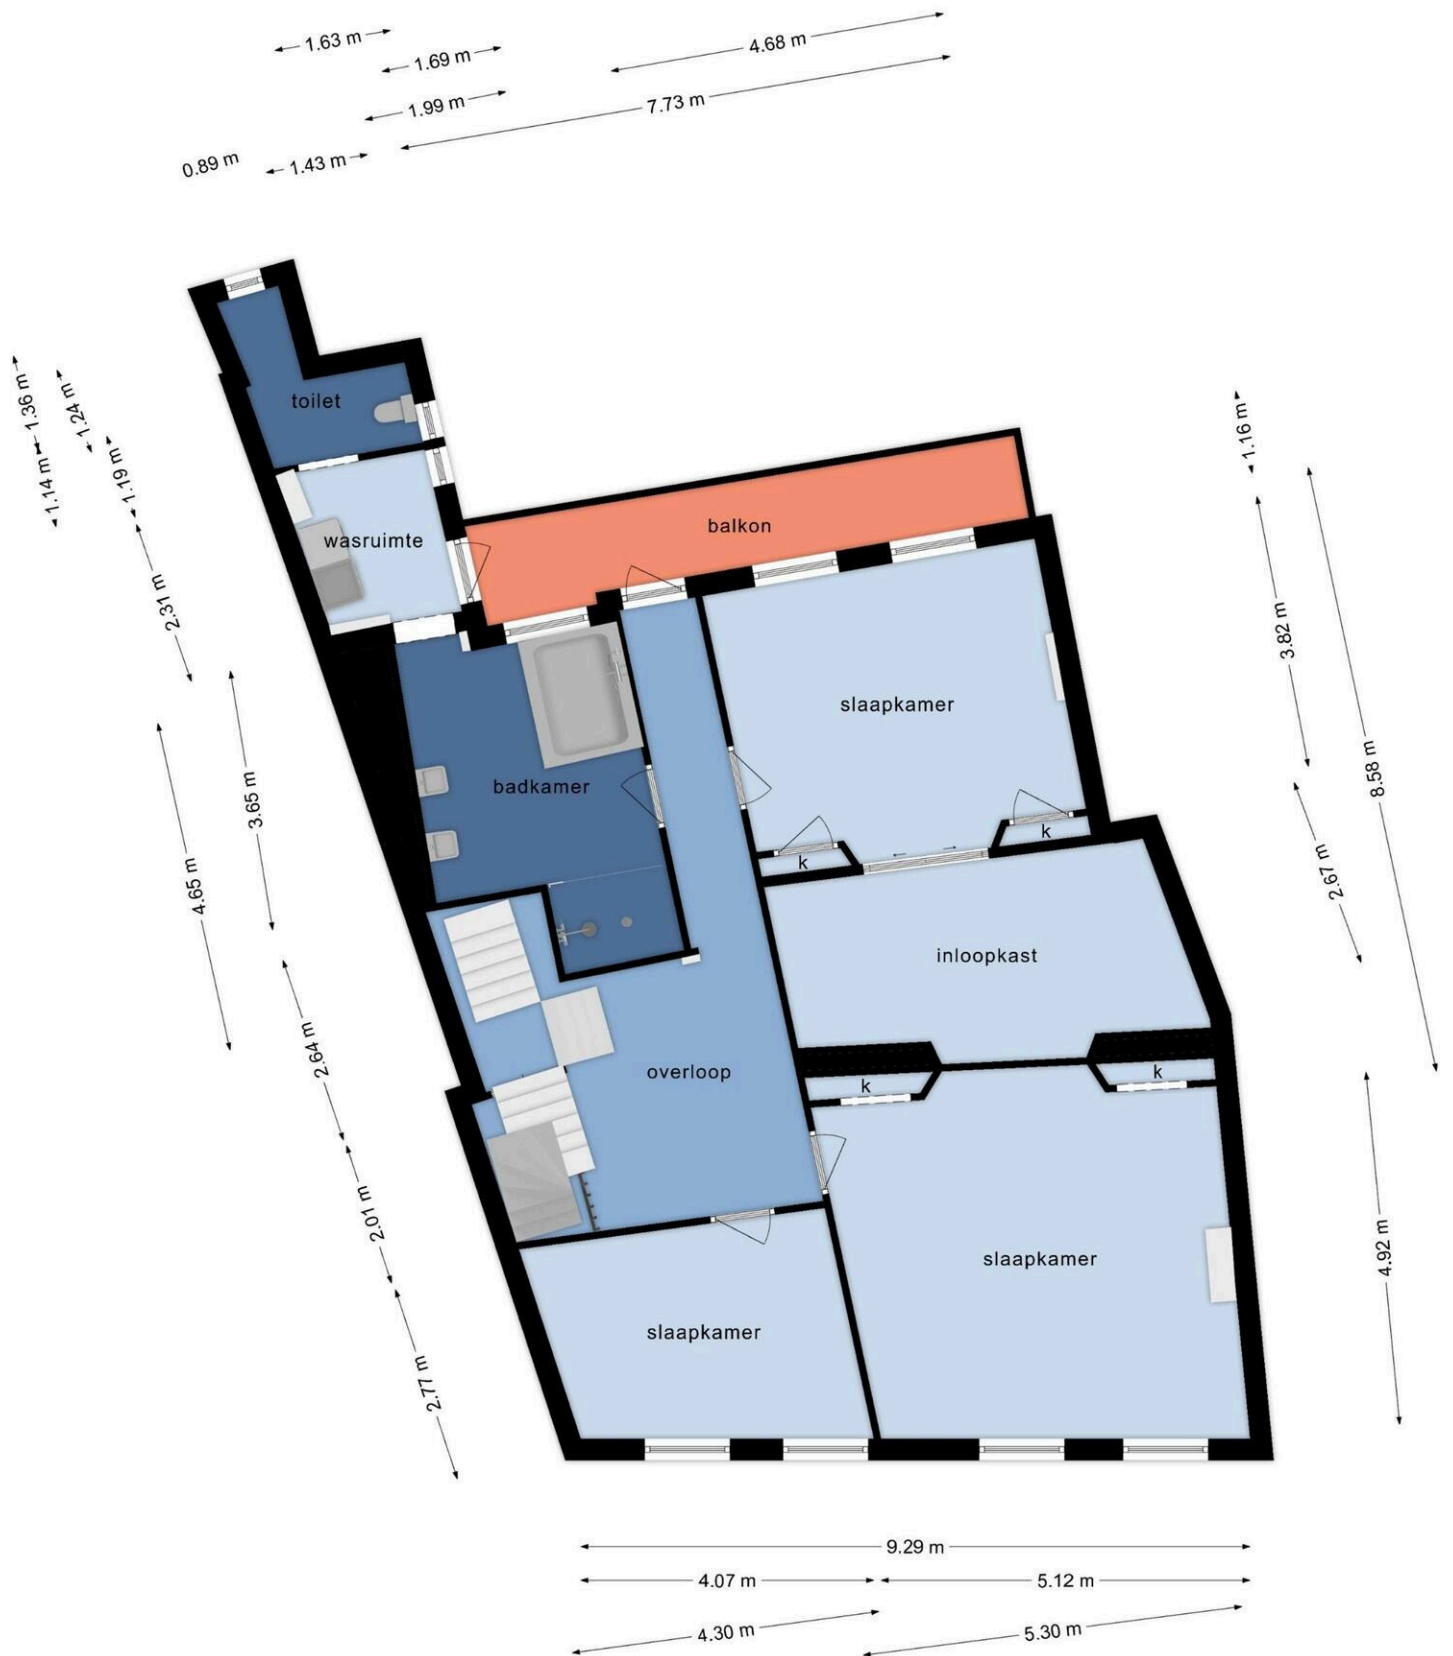 1.63 m
4.68 m
1.69 m
1.99 m
7.73 m
0.89 m
1.43 m
1.36 m
1.24 m
toilet
1.16 m
1.14 m
1.19 m
balkon
wasruimte
2.31 m
3.82 m
slaapkamer
8.58 m
3.65 m
badkamer
k
k
4.65 m
2.67 m
inloopkast
2.64 m
overloop
k
k
2.01 m
4.92 m
slaapkamer
slaapkamer
2.77 m
9.29 m
4.07 m
5.12 m
4.30 m
5.30 m